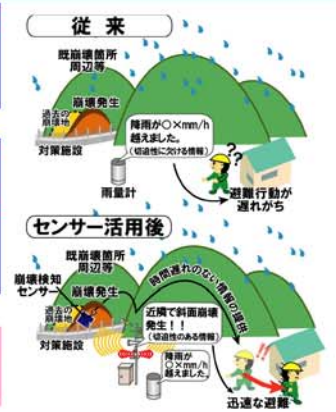 従来
既崩壊箇所
周辺等
崩壊発生
過去の
崩壊地
対策施設
降雨が○×mm/h
越えました。
(切迫性に欠ける情報)
??
雨量計
避難行動が
遅れがち
センサー活用後
既崩壊箇所
周辺等
崩壊検知
センサー
崩壊発生
過去の
崩壊地
対策施設
時間遅れのない情報の提供
近隣で斜面崩壊
発生!!
(切迫性のある情報)
降雨が
○×mm/h
越えました。
!!
迅速な避難